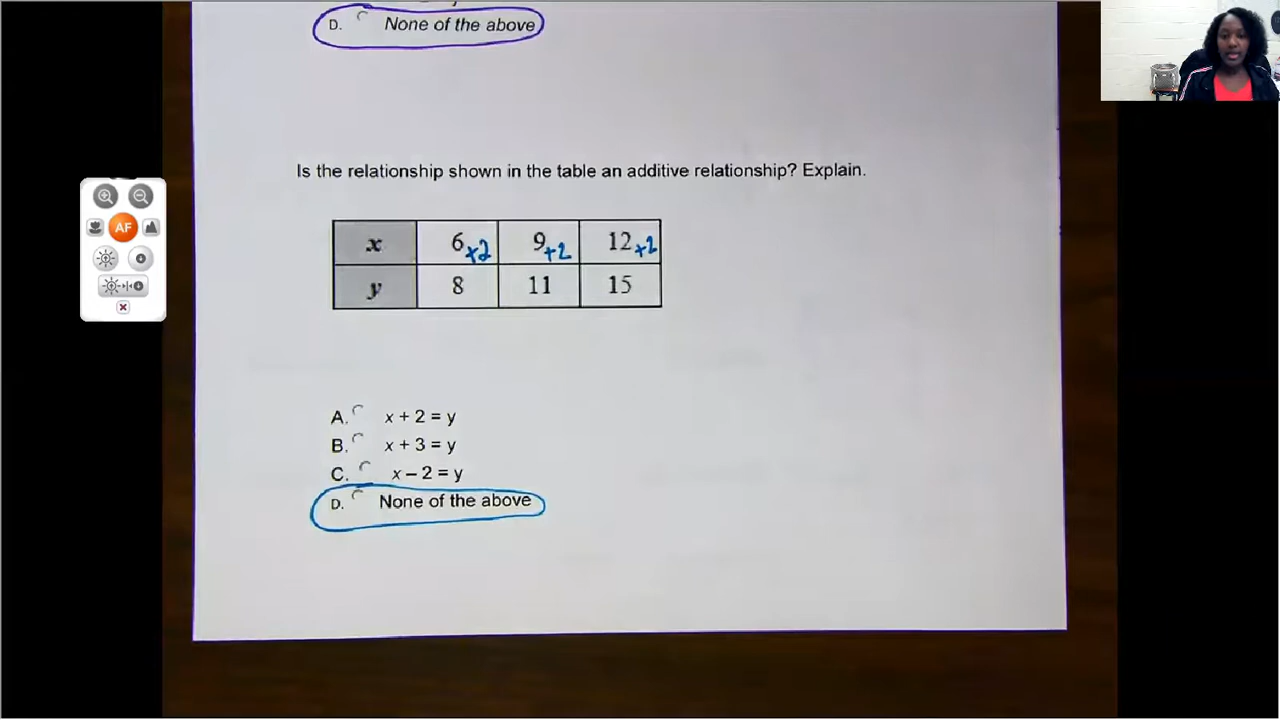 D. None of the above
Is the relationship shown in the table an additive relationship? Explain.
x 6 +2 9 +2 12 +2
y 8 11 15
AF
A. x + 2 = y
B. x + 3 = y
C. x – 2 = y
D. None of the above